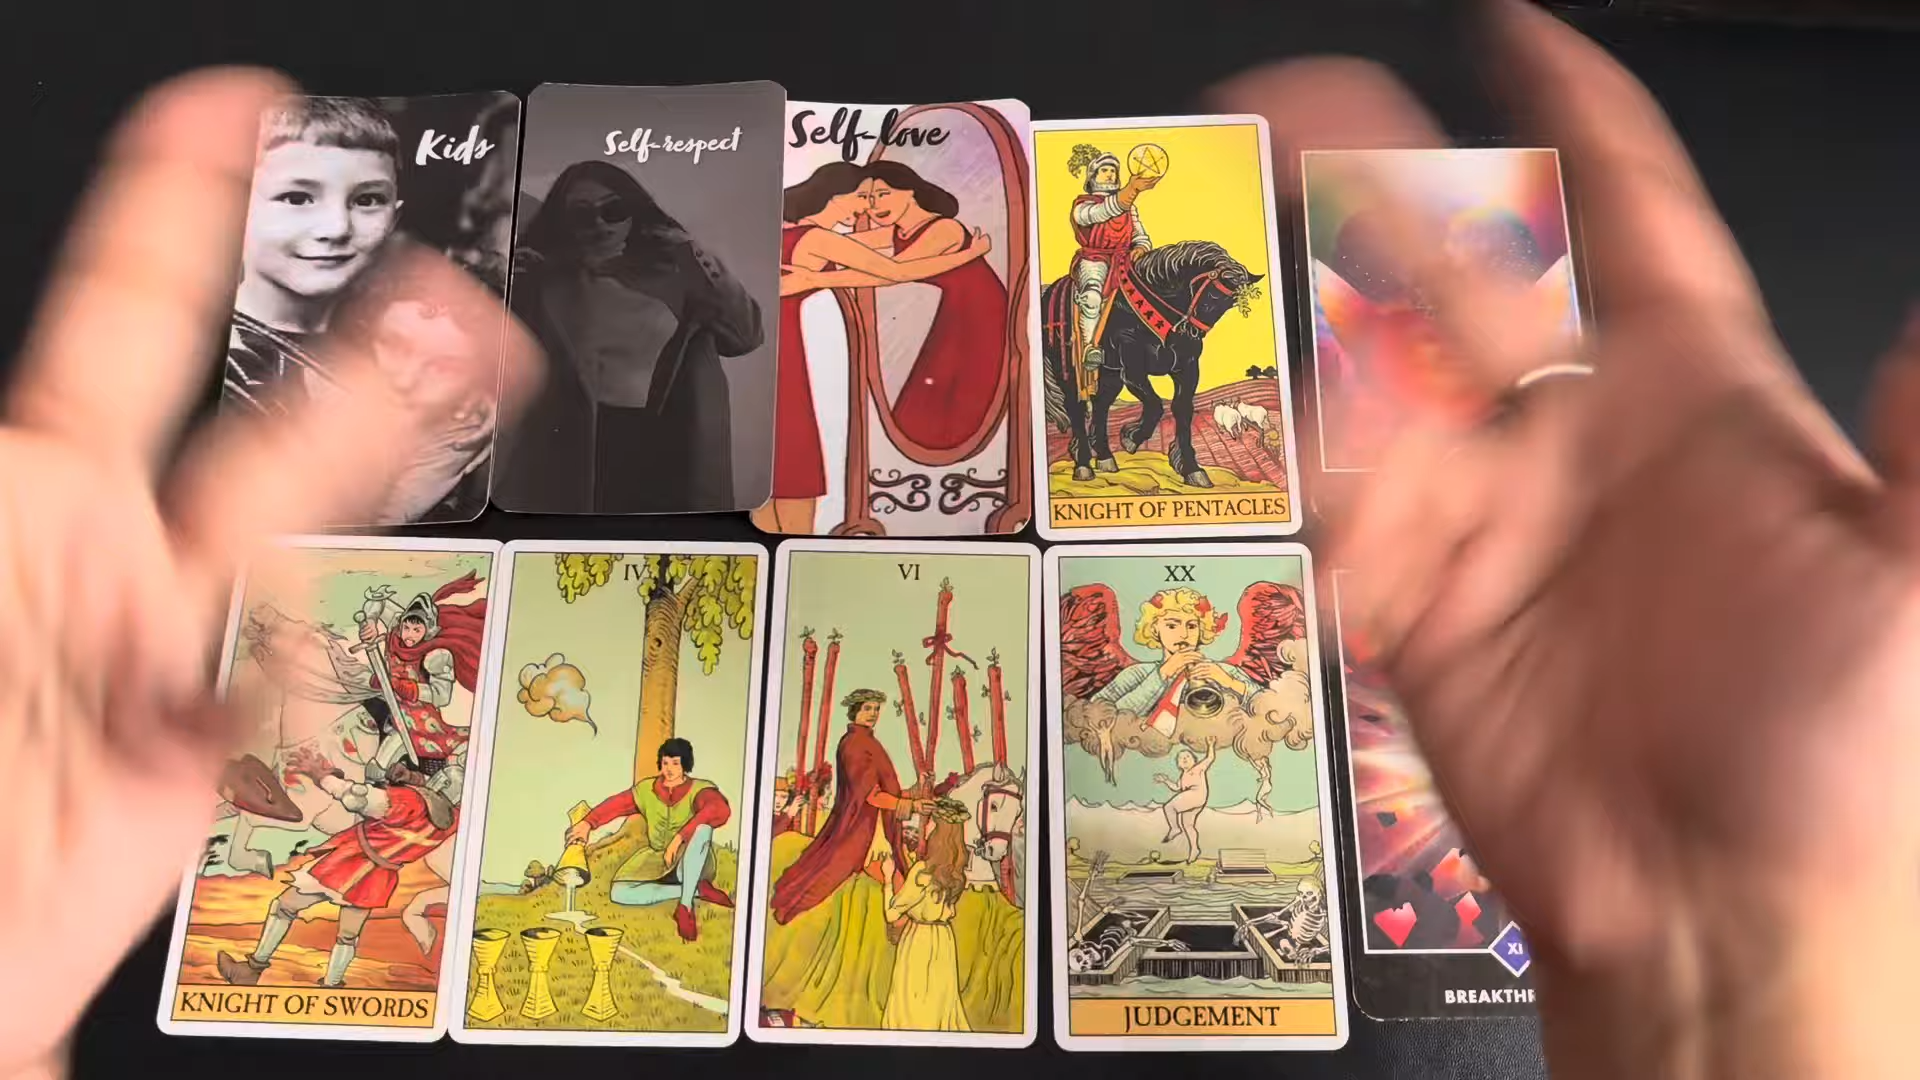 Kids
Self-respect
Self-love
KNIGHT OF PENTACLES
IV
VI
XX
KNIGHT OF SWORDS
JUDGEMENT
XI